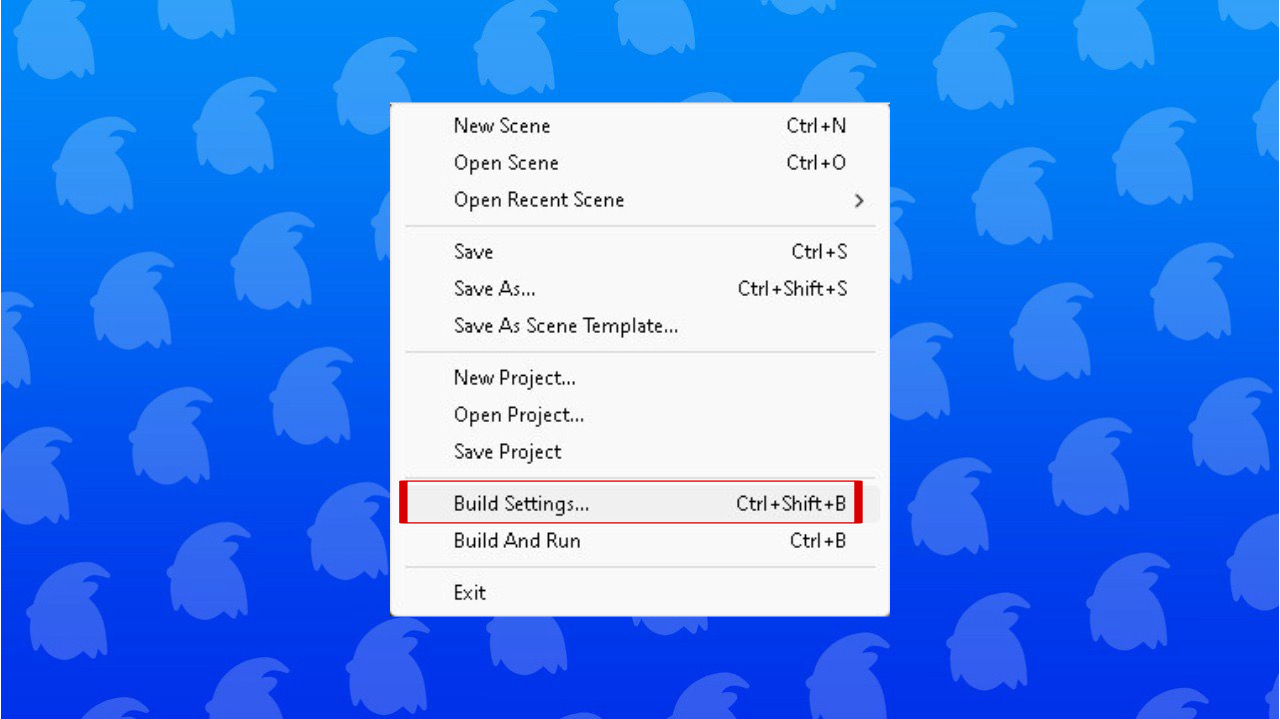 New Scene Ctrl+N
Open Scene Ctrl+O
Open Recent Scene
Save Ctrl+S
Save As... Ctrl+Shift+S
Save As Scene Template...
New Project...
Open Project...
Save Project
Build Settings... Ctrl+Shift+B
Build And Run Ctrl+B
Exit